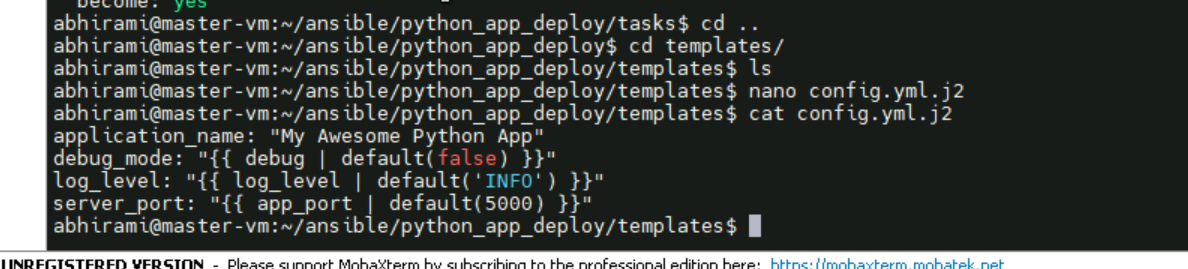 become: yes
abhirami@master-vm:~/ansible/python_app_deploy/tasks$ cd ..
abhirami@master-vm:~/ansible/python_app_deploy$ cd templates/
abhirami@master-vm:~/ansible/python_app_deploy/templates$ ls
abhirami@master-vm:~/ansible/python_app_deploy/templates$ nano config.yml.j2
abhirami@master-vm:~/ansible/python_app_deploy/templates$ cat config.yml.j2
application_name: "My Awesome Python App"
debug_mode: "{{ debug | default(false) }}"
log_level: "{{ log_level | default('INFO') }}"
server_port: "{{ app_port | default(5000) }}"
abhirami@master-vm:~/ansible/python_app_deploy/templates$
UNREGISTERED VERSION - Please support MobaXterm by subscribing to the professional edition here: https://mobaxterm.mobatek.net